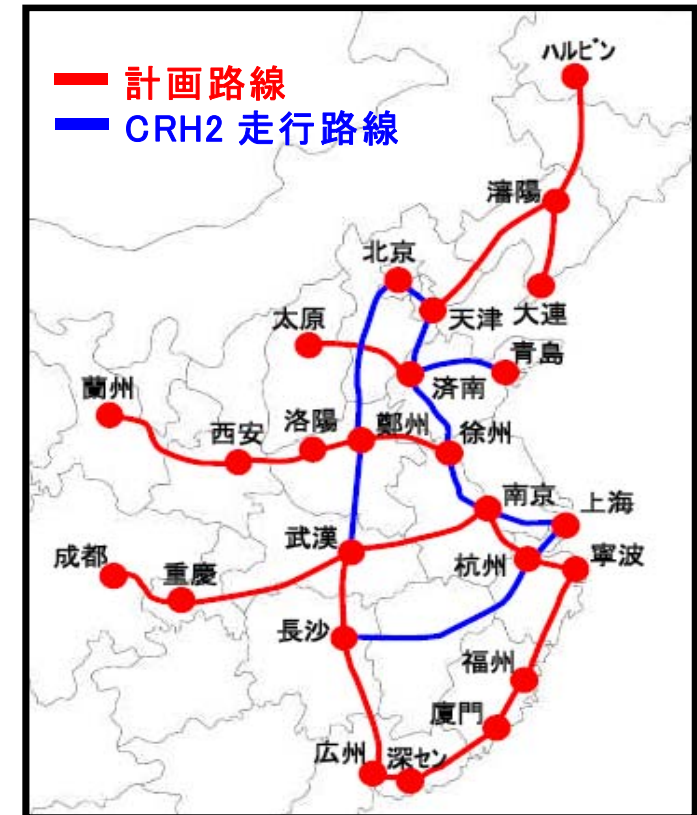 計画路線
CRH2 走行路線
ハルビン
瀋陽
北京
天津
大連
太原
済南
青島
蘭州
西安
洛陽
鄭州
徐州
南京
上海
武漢
杭州
寧波
成都
重慶
長沙
福州
廈門
広州
深セン